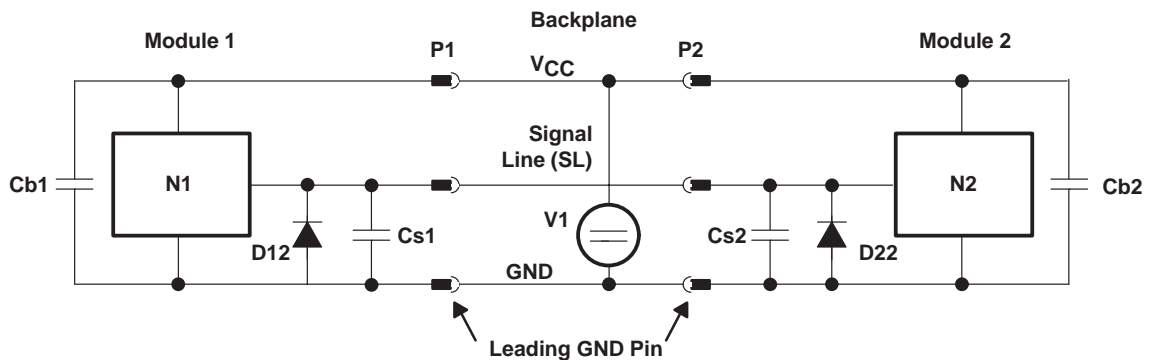 Backplane
Module 1
P1
P2
Module 2
VCC
Signal
Line (SL)
Cb1
N1
N2
Cb2
V1
D12
Cs1
Cs2
D22
GND
Leading GND Pin